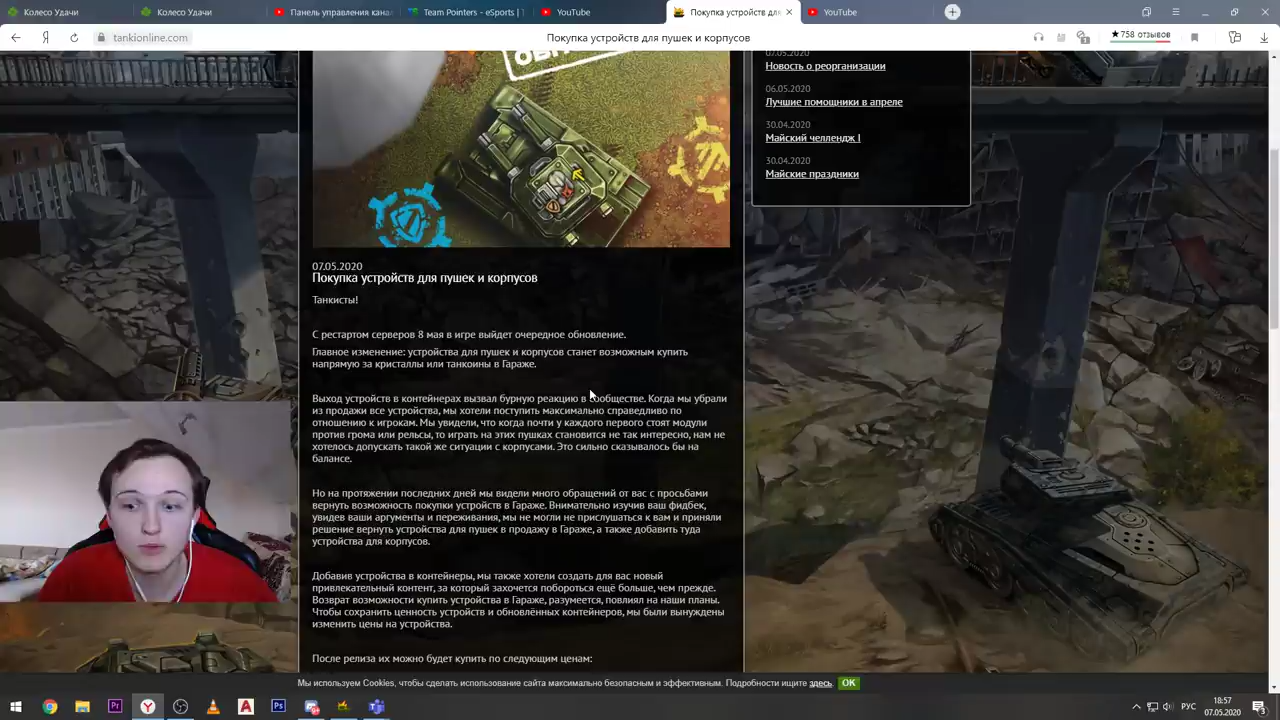 Колесо Удачи
Колесо Удачи
Панель управления кана
Team Pointers - eSports | T
YouTube
Покупка устройств для
YouTube
tankionline.com
Покупка устройств для пушек и корпусов
★758 отзывов
07.05.2020
Новость о реорганизации
06.05.2020
Лучшие помощники в апреле
30.04.2020
Майский челлендж I
30.04.2020
Майские праздники
07.05.2020
Покупка устройств для пушек и корпусов
Танкисты!
С рестартом серверов 8 мая в игре выйдет очередное обновление.
Главное изменение: устройства для пушек и корпусов станет возможным купить
напрямую за кристаллы или танкоины в Гараже.
Выход устройств в контейнерах вызвал бурную реакцию в сообществе. Когда мы убрали
из продажи все устройства, мы хотели поступить максимально справедливо по
отношению к игрокам. Мы увидели, что когда почти у каждого первого стоят модули
против грома или рельсы, то играть на этих пушках становится не так интересно, нам не
хотелось допускать такой же ситуации с корпусами. Это сильно сказывалось бы на
балансе.
Но на протяжении последних дней мы видели много обращений от вас с просьбами
вернуть возможность покупки устройств в Гараже. Внимательно изучив ваш фидбек,
увидев ваши аргументы и переживания, мы не могли не прислушаться к вам и приняли
решение вернуть устройства для пушек в продажу в Гараже, а также добавить туда
устройства для корпусов.
Добавив устройства в контейнеры, мы также хотели создать для вас новый
привлекательный контент, за который захочется побороться ещё больше, чем прежде.
Возврат возможности купить устройства в Гараже, разумеется, повлиял на наши планы.
Чтобы сохранить ценность устройств и обновлённых контейнеров, мы были вынуждены
изменить цены на устройства.
После релиза их можно будет купить по следующим ценам:
Мы используем Cookies, чтобы сделать использование сайта максимально безопасным и эффективным. Подробности ищите здесь OK
РУС
18:57
07.05.2020